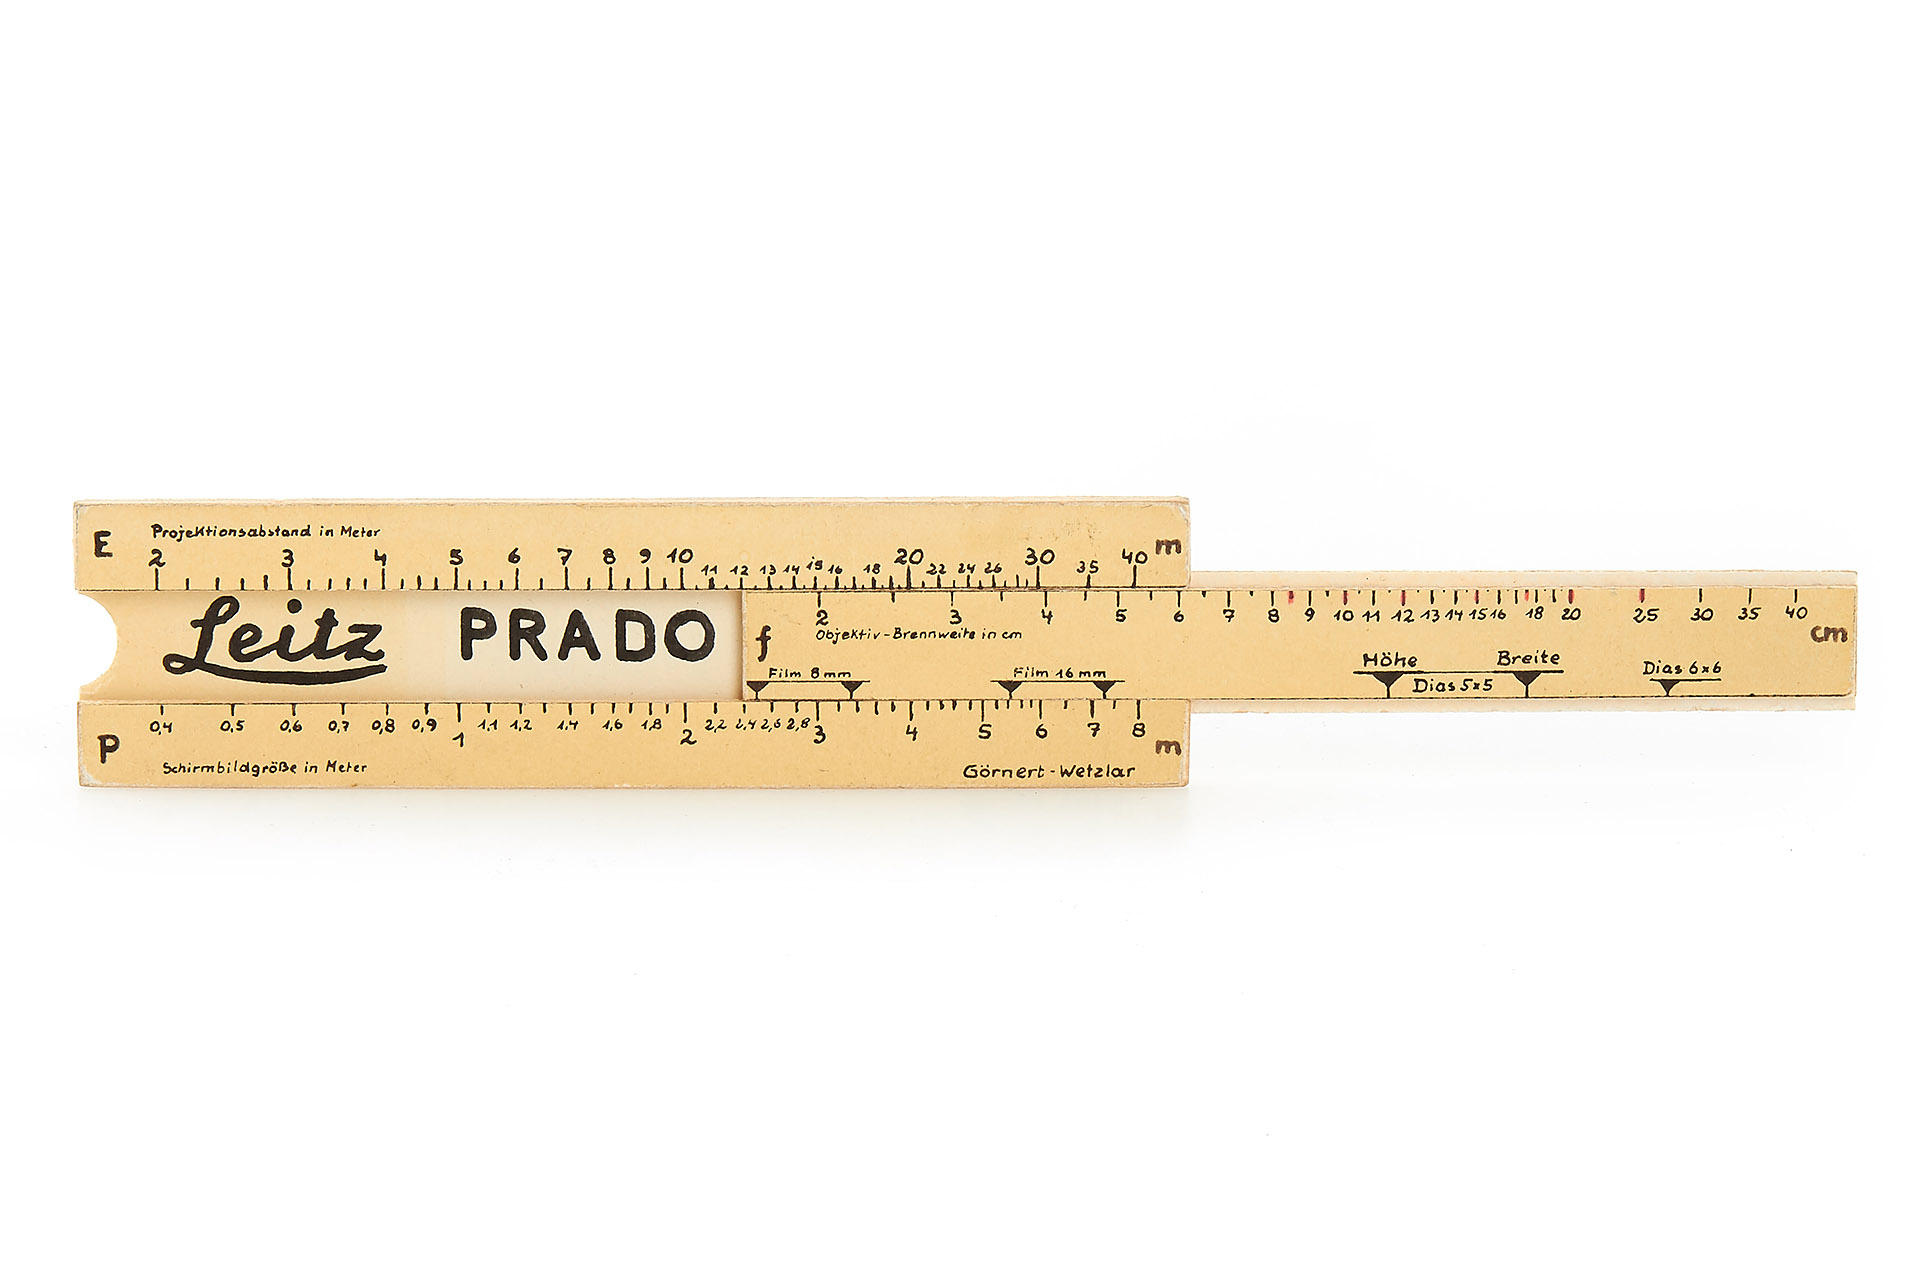 E Projektionsabstand in Meter
2 3 4 5 6 7 8 9 10 11 12 13 14 15 16 18 20 22 24 26 30 35 40 m
Leitz PRADO
2 3 4 5 6 7 8 9 10 11 12 13 14 15 16 18 20 25 30 35 40 cm
f Objektiv-Brennweite in cm
Film 8mm Film 16mm Höhe Breite Dias 6x6
Dias 5x5
0,4 0,5 0,6 0,7 0,8 0,9 1 1,1 1,2 1,4 1,6 1,8 2 2,2 2,4 2,6 2,8 3 4 5 6 7 8 m
P Schirmbildgröße in Meter Görnert-Wetzlar